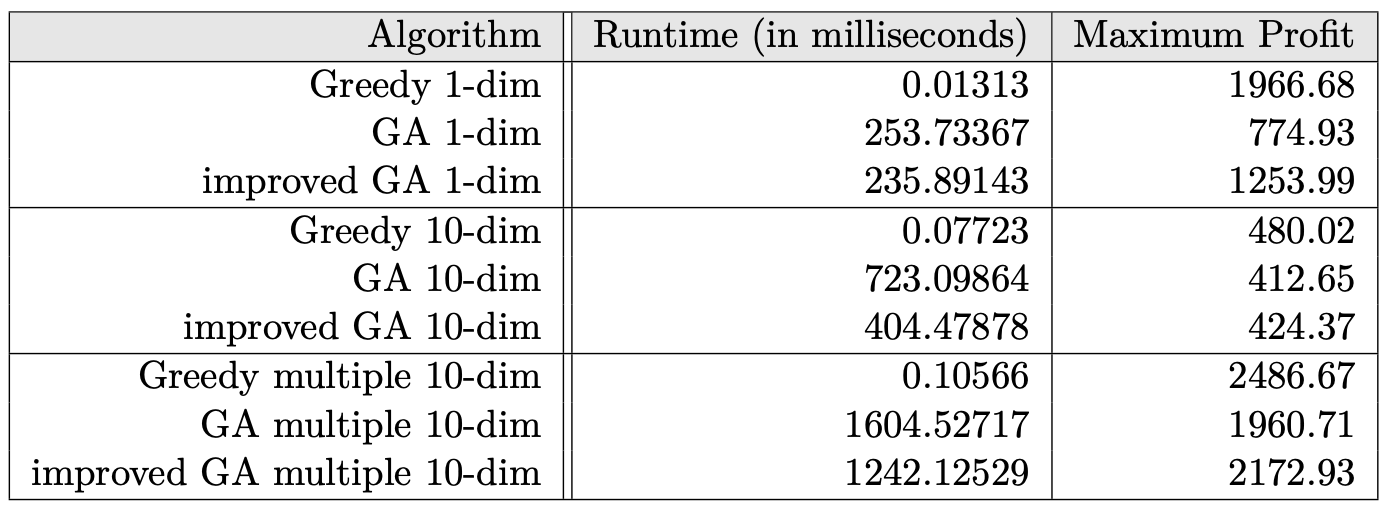 Algorithm Runtime (in milliseconds) Maximum Profit
Greedy 1-dim 0.01313 1966.68
GA 1-dim 253.73367 774.93
improved GA 1-dim 235.89143 1253.99
Greedy 10-dim 0.07723 480.02
GA 10-dim 723.09864 412.65
improved GA 10-dim 404.47878 424.37
Greedy multiple 10-dim 0.10566 2486.67
GA multiple 10-dim 1604.52717 1960.71
improved GA multiple 10-dim 1242.12529 2172.93